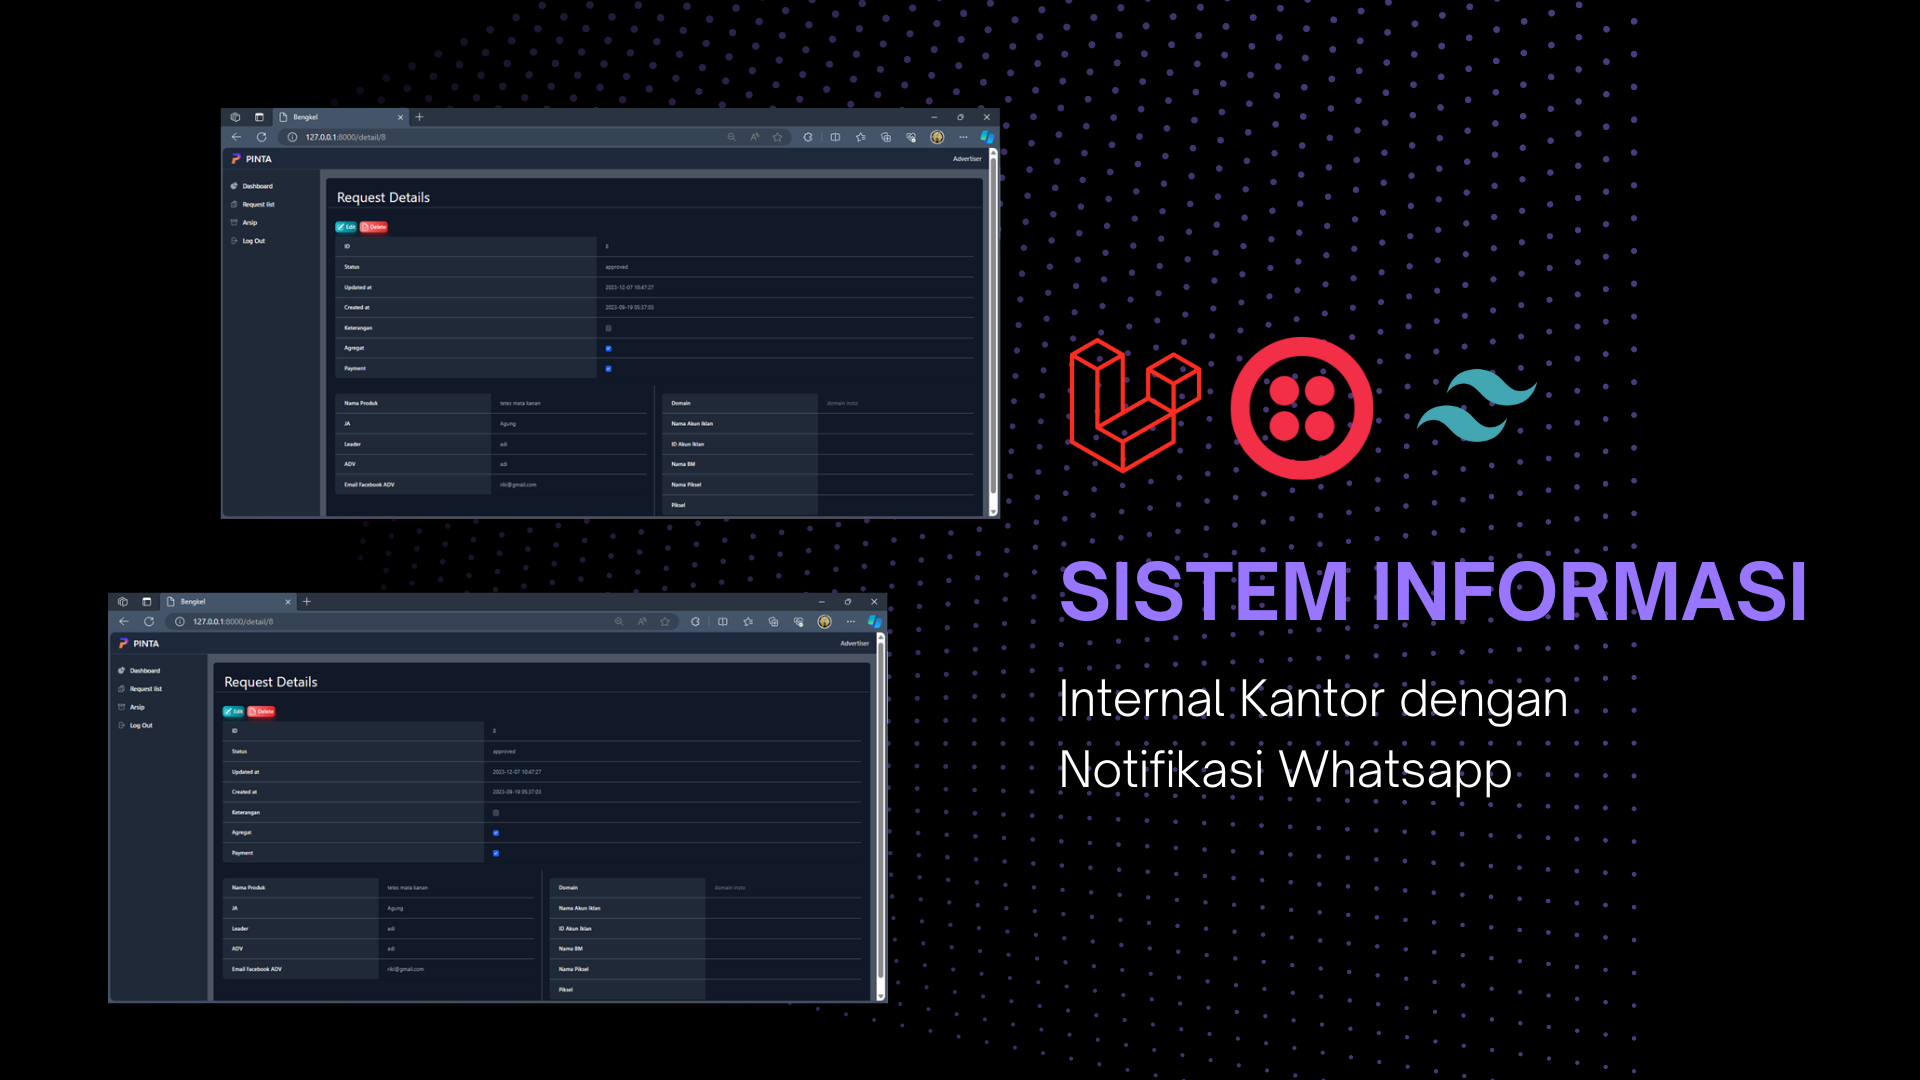 Bengkel
127.0.0.1:8000/detail/8
PINTA
Advertiser
Dashboard
Request list
Arsip
Log Out
Request Details
Edit Delete
ID 8
Status approved
Updated at 2023-12-07 10:47:27
Created at 2023-09-19 05:37:03
Keterangan
Agregat
Payment
Nama Produk tetes mata kanan
JA Agung
Leader adi
ADV adi
Email Facebook ADV riki@gmail.com
Domain domain insto
Nama Akun Iklan
ID Akun Iklan
Nama BM
Nama Piksel
Piksel
Bengkel
127.0.0.1:8000/detail/8
PINTA
Advertiser
Dashboard
Request list
Arsip
Log Out
Request Details
Edit Delete
ID 8
Status approved
Updated at 2023-12-07 10:47:27
Created at 2023-09-19 05:37:03
Keterangan
Agregat
Payment
Nama Produk tetes mata kanan
JA Agung
Leader adi
ADV adi
Email Facebook ADV riki@gmail.com
Domain domain insto
Nama Akun Iklan
ID Akun Iklan
Nama BM
Nama Piksel
Piksel
SISTEM INFORMASI
Internal Kantor dengan
Notifikasi Whatsapp